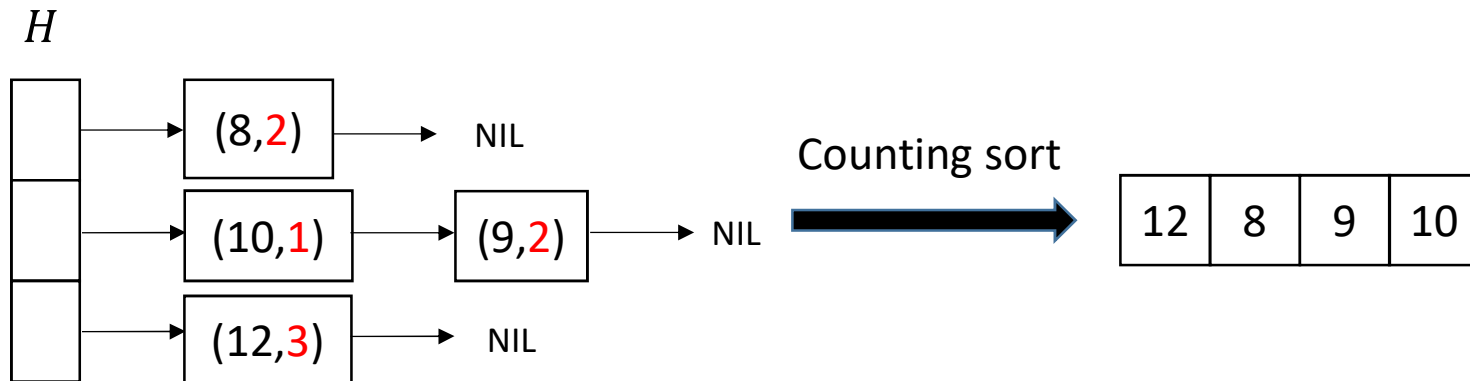 H
(8,2) NIL
Counting sort
(10,1) (9,2) NIL
12 8 9 10
(12,3) NIL